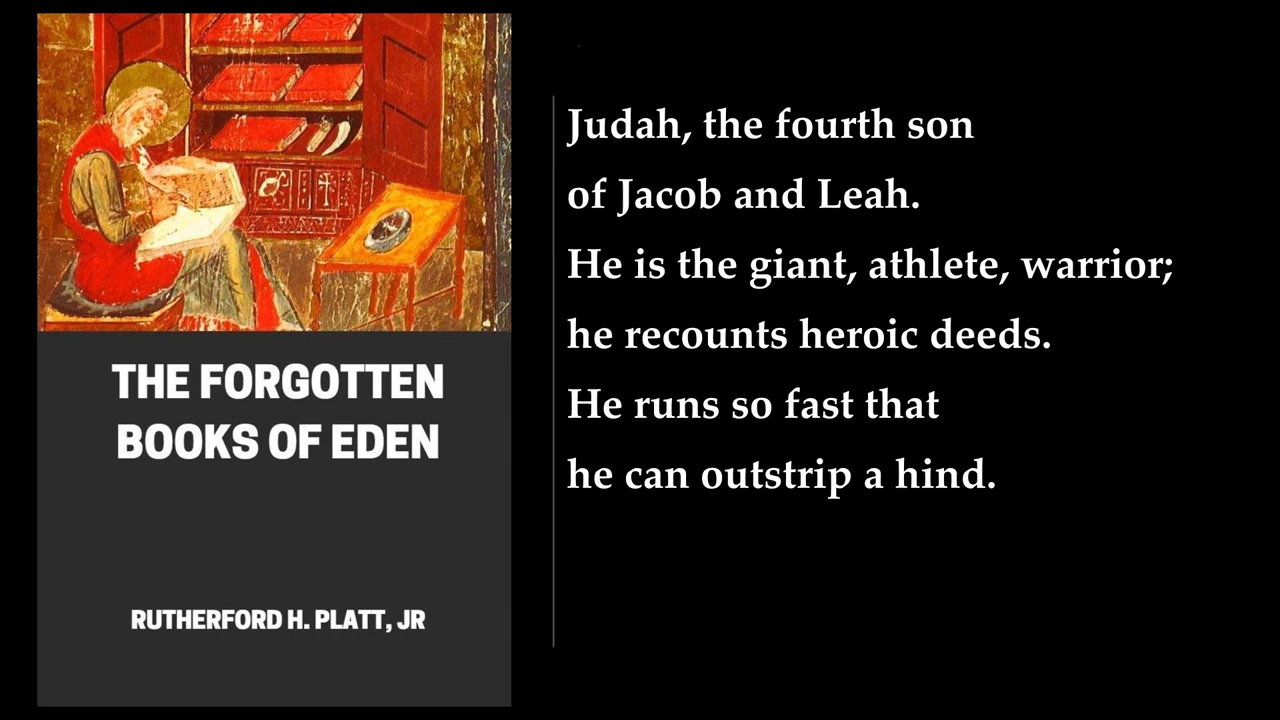 THE FORGOTTEN
BOOKS OF EDEN
RUTHERFORD H. PLATT, JR
Judah, the fourth son
of Jacob and Leah.
He is the giant, athlete, warrior;
he recounts heroic deeds.
He runs so fast that
he can outstrip a hind.